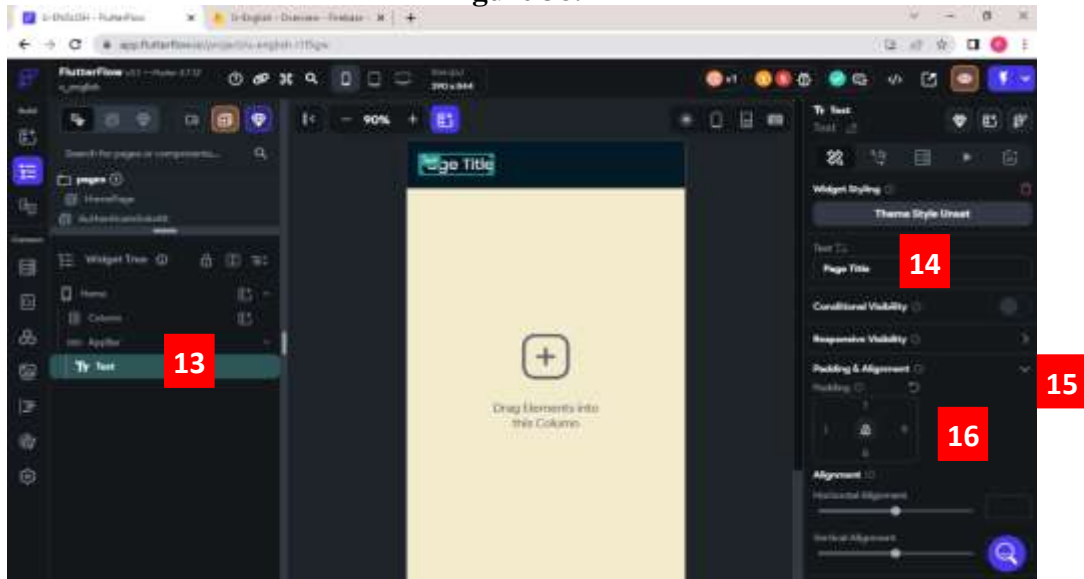 FlutterFlow
90%
Tr Text
Search for pages or components...
pages
HomePage
Page Title
Widget Styling
Theme Style Unset
Widget Tree
Text
14
Page Title
Home
Column
Conditional Visibility
AppBar
Responsive Visibility
Tr Text
13
Padding & Alignment
15
Padding
Drag Elements into
this Column
16
Alignment
Horizontal Alignment
Vertical Alignment